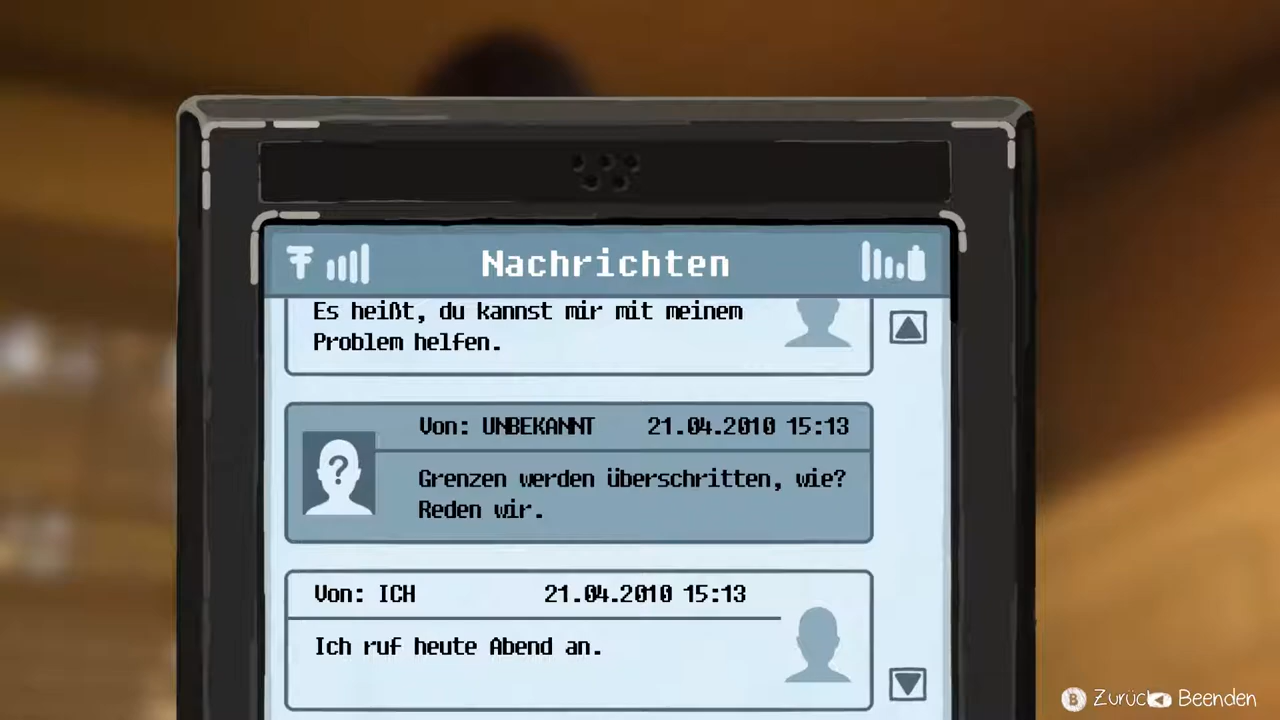 Nachrichten
Es heißt, du kannst mir mit meinem
Problem helfen.
Von: UNBEKANNT 21.04.2010 15:13
?
Grenzen werden überschritten, wie?
Reden wir.
Von: ICH 21.04.2010 15:13
Ich ruf heute Abend an.
B Zurück Beenden